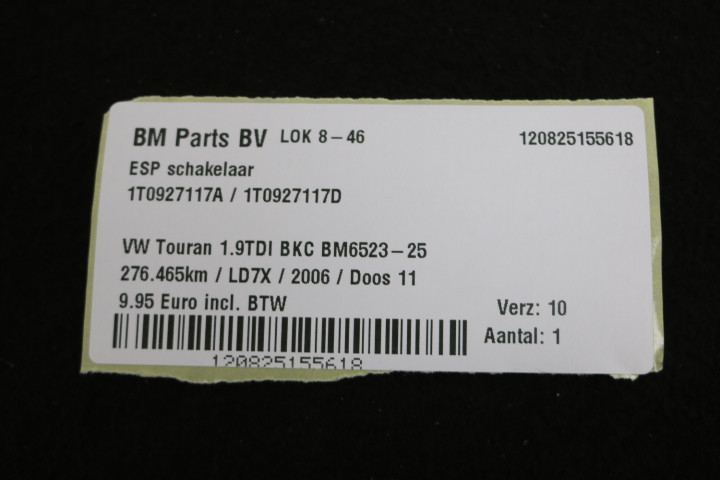 BM Parts BV LOK 8-46 120825155618
ESP schakelaar
1T0927117A / 1T0927117D
VW Touran 1.9TDI BKC BM6523-25
276.465km / LD7X / 2006 / Doos 11
9.95 Euro incl. BTW
Verz: 10
Aantal: 1
120825155618